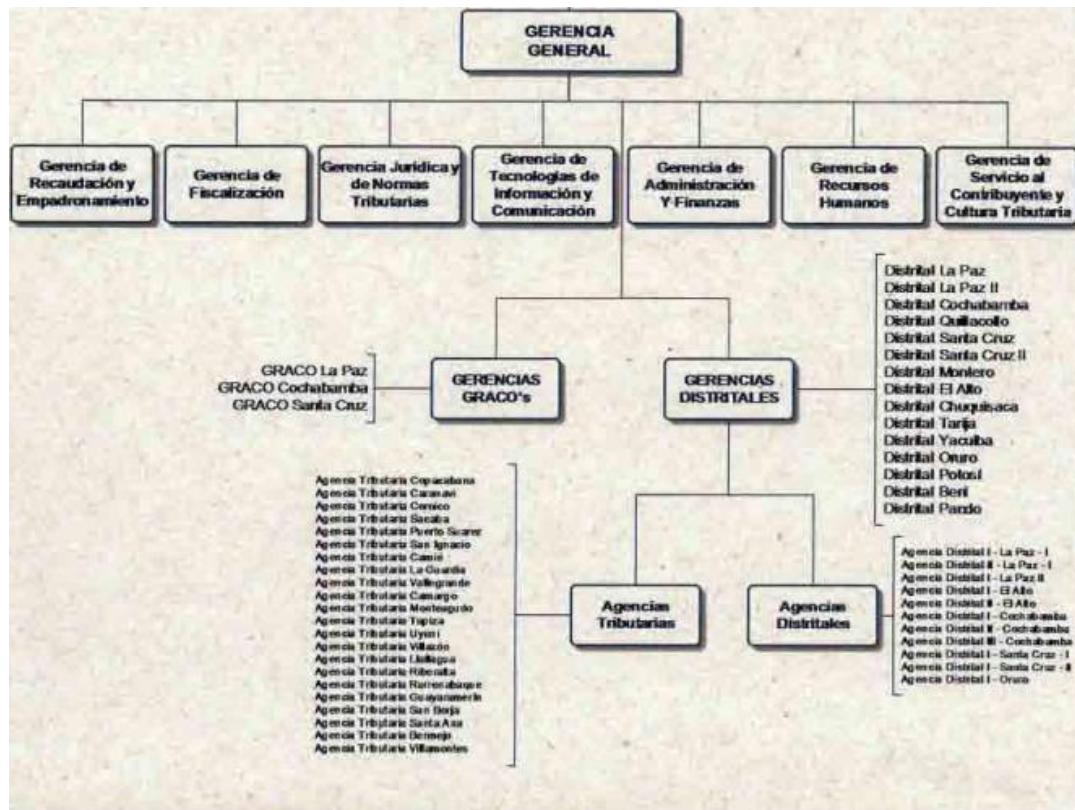 GERENCIA
GENERAL
Gerencia de
Recaudación y
Empadronamiento
Gerencia de
Fiscalización
Gerencia Jurídica y
de Normas
Tributarias
Gerencia de
Tecnologías de
Información y
Comunicación
Gerencia de
Administración
Y Finanzas
Gerencia de
Recursos
Humanos
Gerencia de
Servicio al
Contribuyente y
Cultura Tributaria
GRACO La Paz
GRACO Cochabamba
GRACO Santa Cruz
GERENCIAS
GRACO's
GERENCIAS
DISTRITALES
Distrital La Paz
Distrital La Paz II
Distrital Cochabamba
Distrital Quillacollo
Distrital Santa Cruz
Distrital Santa Cruz II
Distrital Montero
Distrital El Alto
Distrital Chuquisaca
Distrital Tarija
Distrital Yacuiba
Distrital Oruro
Distrital Potosí
Distrital Beni
Distrital Pando
Agencia Tributaria Copacabana
Agencia Tributaria Caranavi
Agencia Tributaria
Agencia Tributaria Sacaba
Agencia Tributaria Puerto Suarez
Agencia Tributaria San Ignacio
Agencia Tributaria Camiri
Agencia Tributaria La Guardia
Agencia Tributaria Vallegrande
Agencia Tributaria Camargo
Agencia Tributaria Monteagudo
Agencia Tributaria Tupiza
Agencia Tributaria Uyuni
Agencia Tributaria Villazón
Agencia Tributaria Llallagua
Agencia Tributaria Riberalta
Agencia Tributaria Rurrenabaque
Agencia Tributaria Guayaramerín
Agencia Tributaria San Borja
Agencia Tributaria Santa Ana
Agencia Tributaria Bermejo
Agencia Tributaria Villamontes
Agencias
Tributarias
Agencias
Distritales
Agencia Distrital I - La Paz - I
Agencia Distrital II - La Paz - I
Agencia Distrital I - La Paz II
Agencia Distrital I - El Alto
Agencia Distrital II - El Alto
Agencia Distrital I - Cochabamba
Agencia Distrital II - Cochabamba
Agencia Distrital III - Cochabamba
Agencia Distrital I - Santa Cruz - I
Agencia Distrital I - Santa Cruz - II
Agencia Distrital I - Oruro